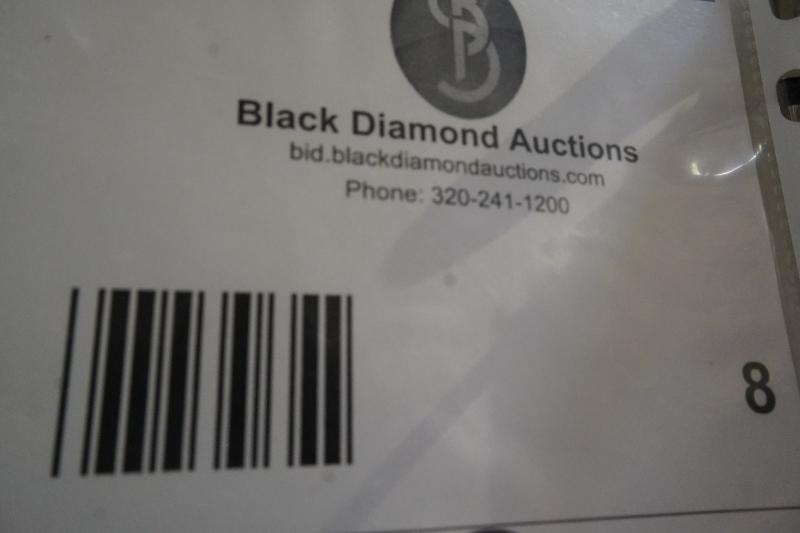 Black Diamond Auctions
bid.blackdiamondauctions.com
Phone: 320-241-1200
8